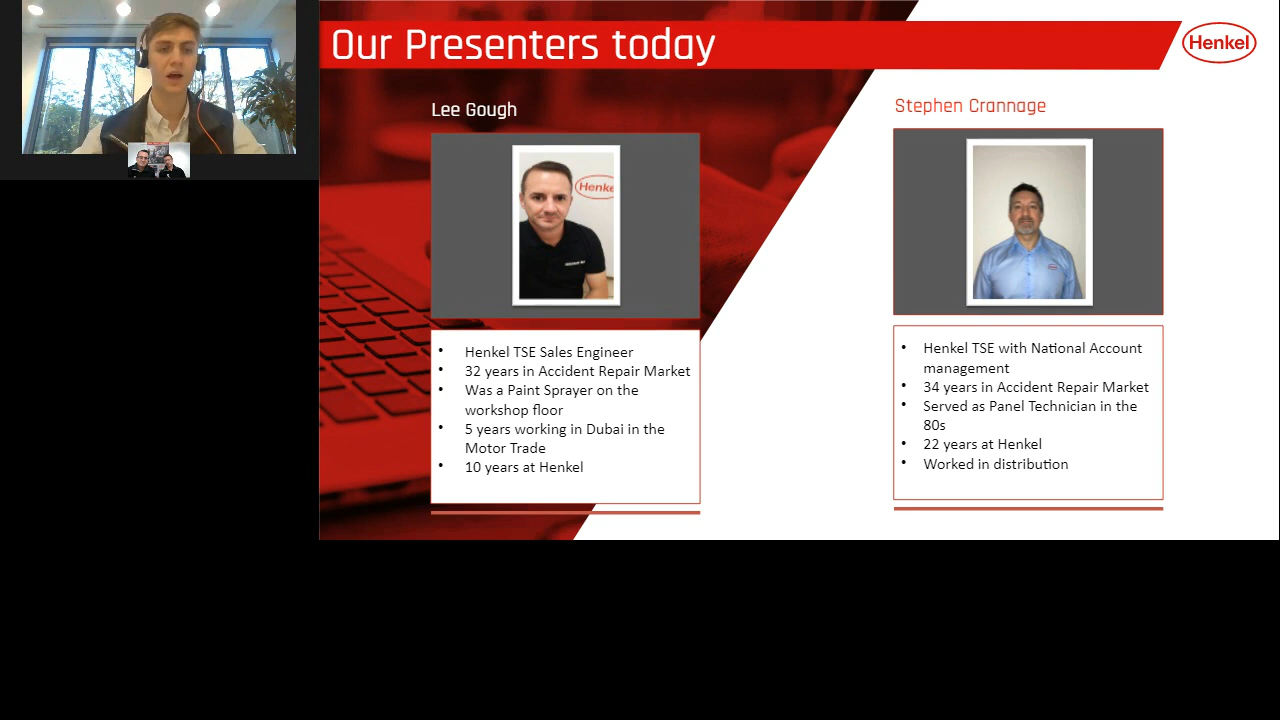 Our Presenters today
Henkel
Lee Gough
Henkel
• Henkel TSE Sales Engineer
• 32 years in Accident Repair Market
• Was a Paint Sprayer on the
workshop floor
• 5 years working in Dubai in the
Motor Trade
• 10 years at Henkel
Stephen Crannage
• Henkel TSE with National Account
management
• 34 years in Accident Repair Market
• Served as Panel Technician in the
80s
• 22 years at Henkel
• Worked in distribution